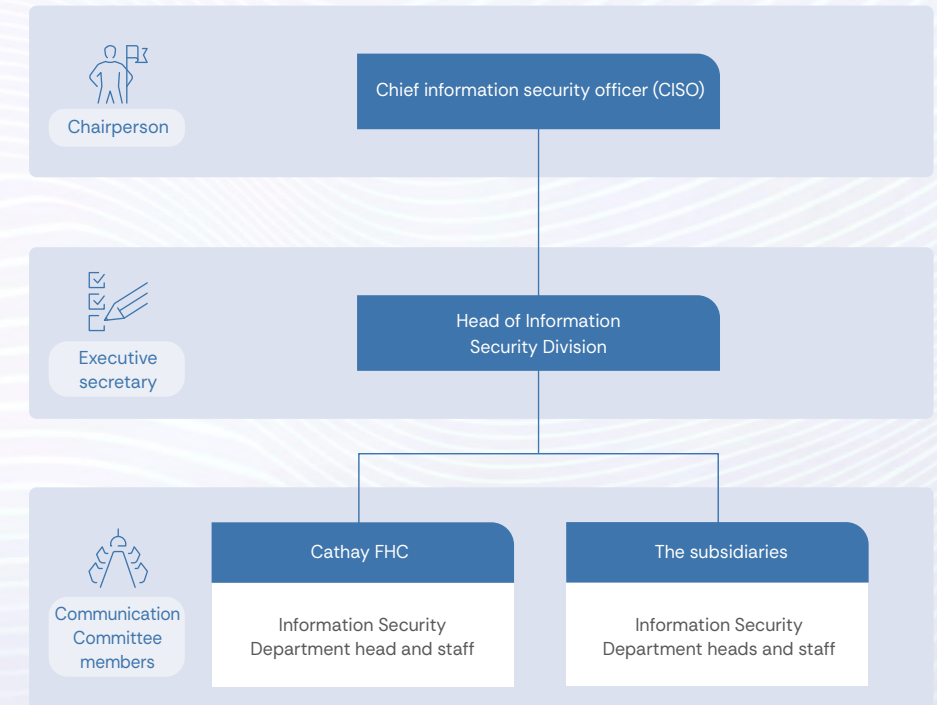 Chairperson
Chief information security officer (CISO)
Executive
secretary
Head of Information
Security Division
Communication
Committee
members
Cathay FHC
Information Security
Department head and staff
The subsidiaries
Information Security
Department heads and staff